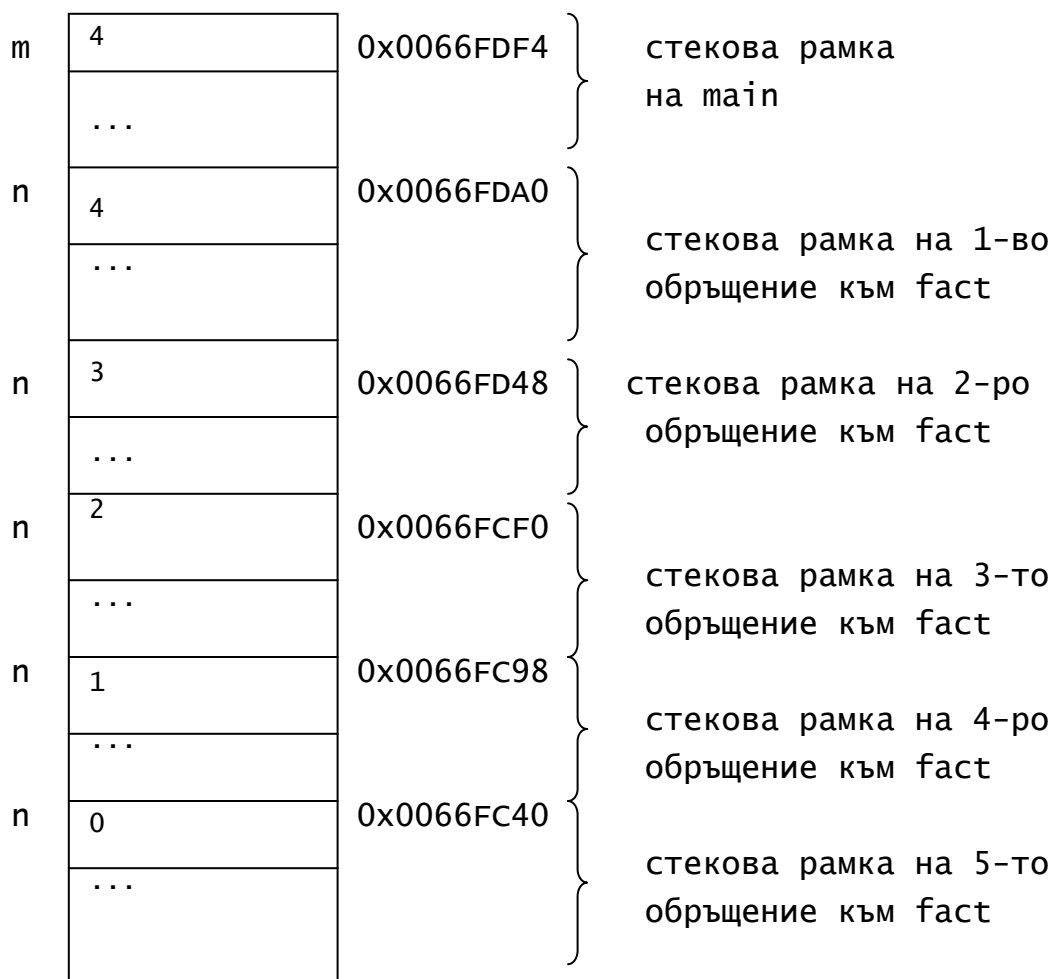 m 4 0x0066FDF4 стекова рамка
на main
...
n 4 0x0066FDA0
стекова рамка на 1-во
...
обръщение към fact
n 3 0x0066FD48 стекова рамка на 2-ро
обръщение към fact
...
n 2 0x0066FCF0
стекова рамка на 3-то
...
обръщение към fact
n 1 0x0066FC98
стекова рамка на 4-ро
...
обръщение към fact
n 0 0x0066FC40
стекова рамка на 5-то
...
обръщение към fact